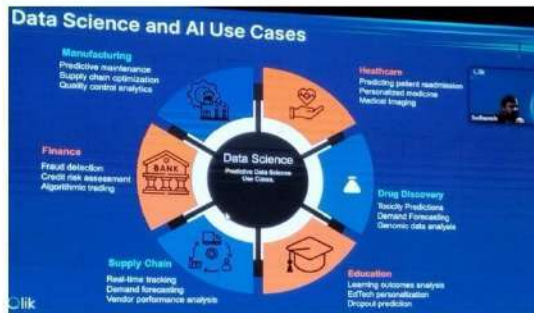 Data Science and AI Use Cases
Manufacturing
Predictive maintenance
Supply chain optimization
Quality control analytics
Healthcare
Predicting patient readmission
Personalized medicine
Medical Imaging
Finance
Fraud detection
Credit risk assessment
Algorithmic trading
BANK
Data Science
Predictive Data Science
Use Cases.
Drug Discovery
Toxicity Predictions
Demand Forecasting
Genomic data analysis
Supply Chain
Real-time tracking
Demand forecasting
Vendor performance analysis
Education
Learning outcomes analysis
EdTech personalization
Dropout prediction
Qlik